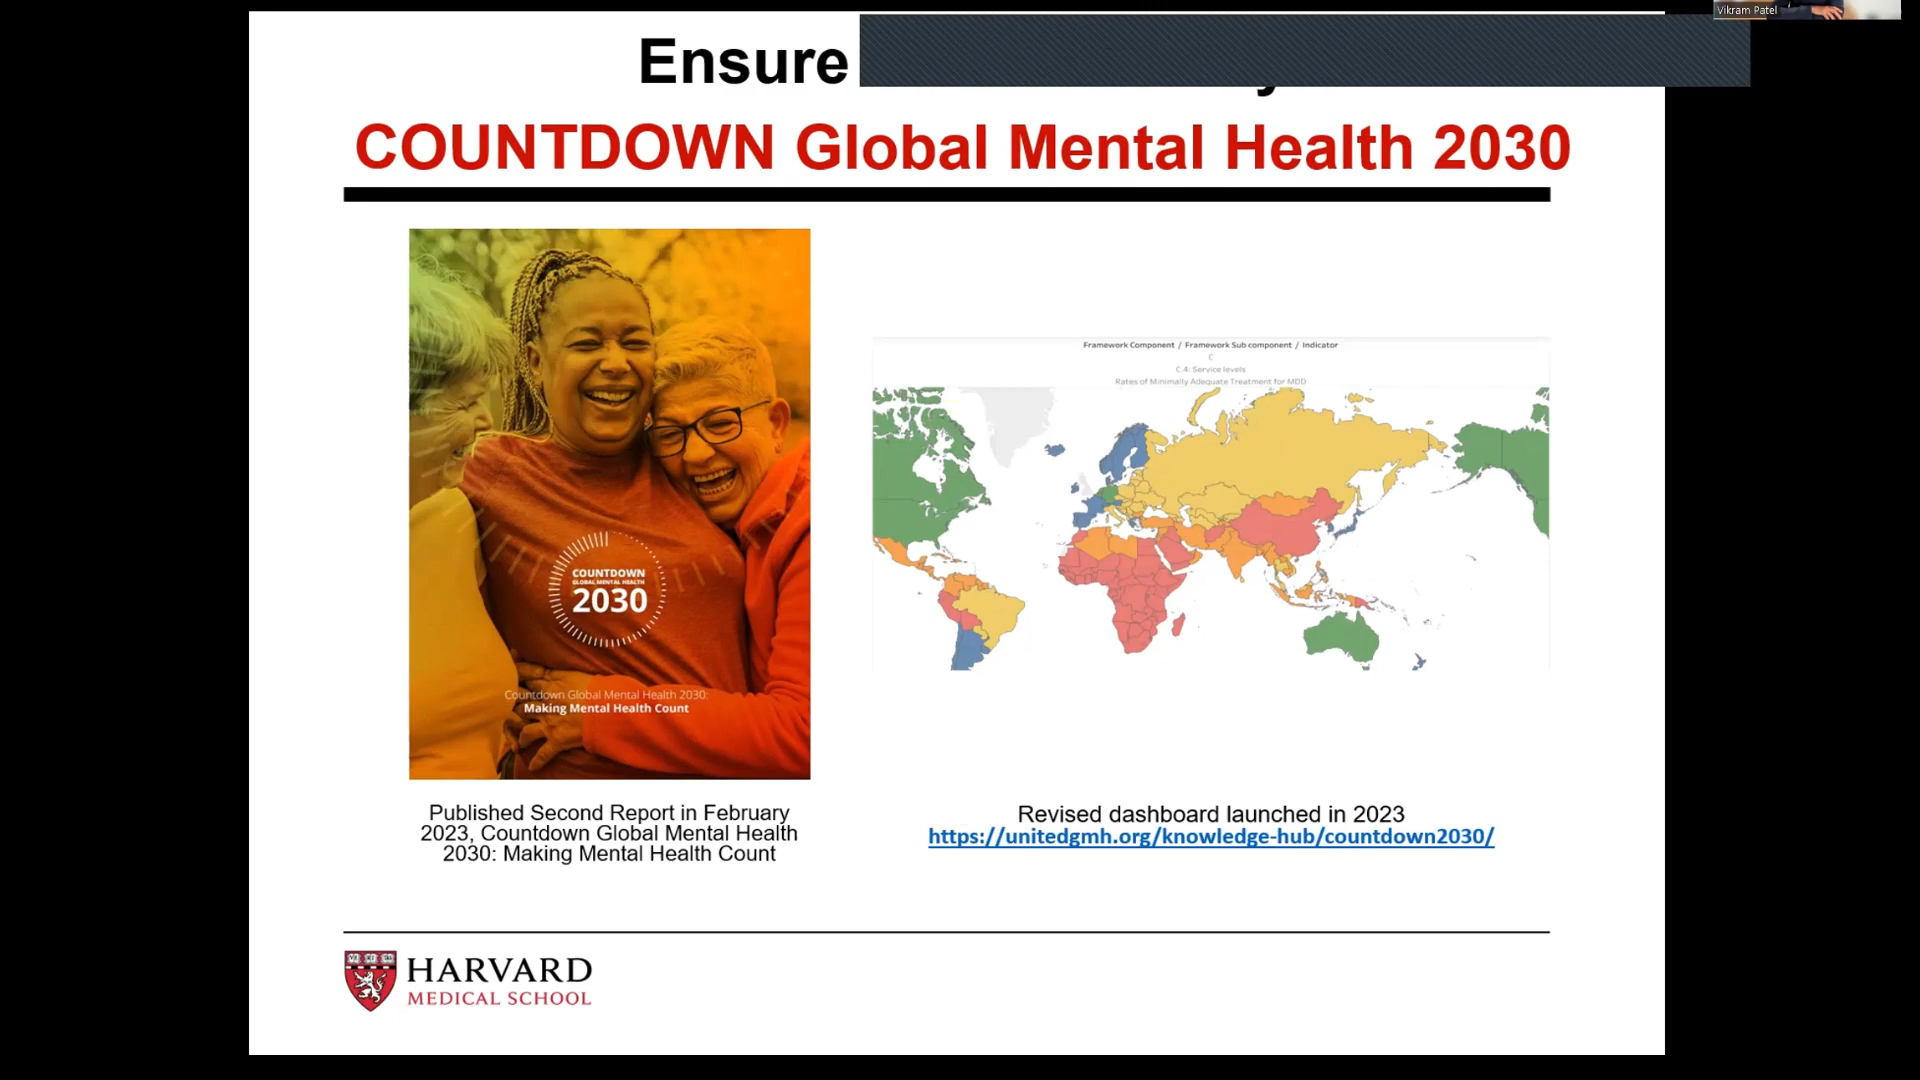 Vikram Patel
Ensure
COUNTDOWN Global Mental Health 2030
COUNTDOWN
GLOBAL MENTAL HEALTH
2030
Countdown Global Mental Health 2030:
Making Mental Health Count
Framework Component / Framework Sub component / Indicator
C
C.4: Service levels
Rates of Minimally Adequate Treatment for MDD
Published Second Report in February
2023, Countdown Global Mental Health
2030: Making Mental Health Count
Revised dashboard launched in 2023
https://unitedgmh.org/knowledge-hub/countdown2030/
HARVARD
MEDICAL SCHOOL